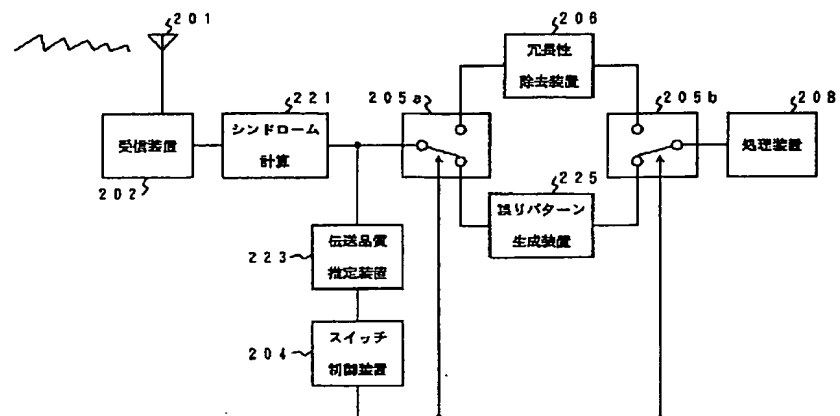 201
206
冗長性
除去装置
221
205a
205b
208
受信装置
シンドローム
計算
処理装置
202
225
誤りパターン
生成装置
223
伝送品質
推定装置
204
スイッチ
制御装置